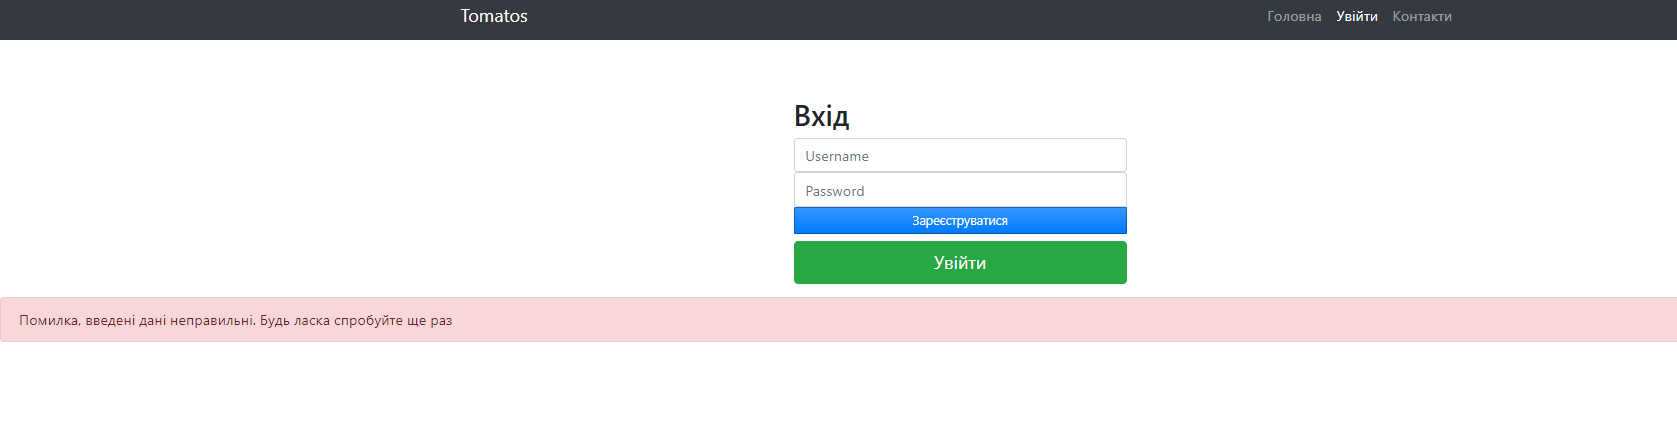 Tomatos
Головна Увійти Контакти
Вхід
Username
Password
Зареєструватися
Увійти
Помилка, введені дані неправильні. Будь ласка спробуйте ще раз